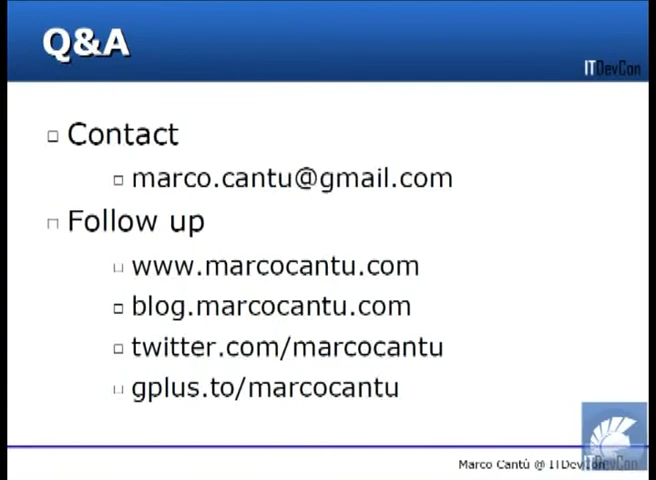 Q&A
ITDevCon
Contact
marco.cantu@gmail.com
Follow up
www.marcocantu.com
blog.marcocantu.com
twitter.com/marcocantu
gplus.to/marcocantu
Marco Cantù @ ITDevCon
ITDevCon